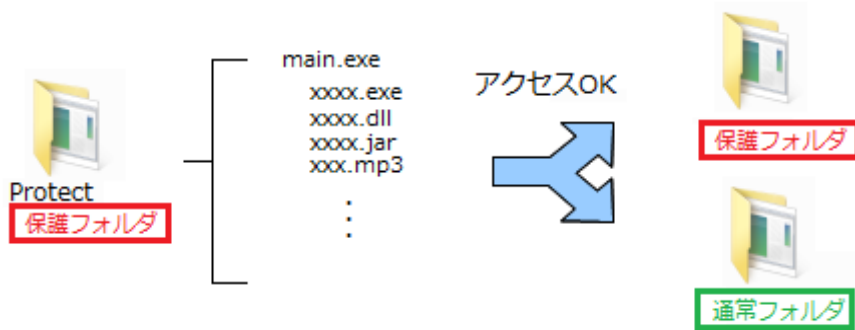 Protect
保護フォルダ
main.exe
xxxx.exe
xxxx.dll
xxxx.jar
xxx.mp3
⋮
アクセスOK
保護フォルダ
通常フォルダ